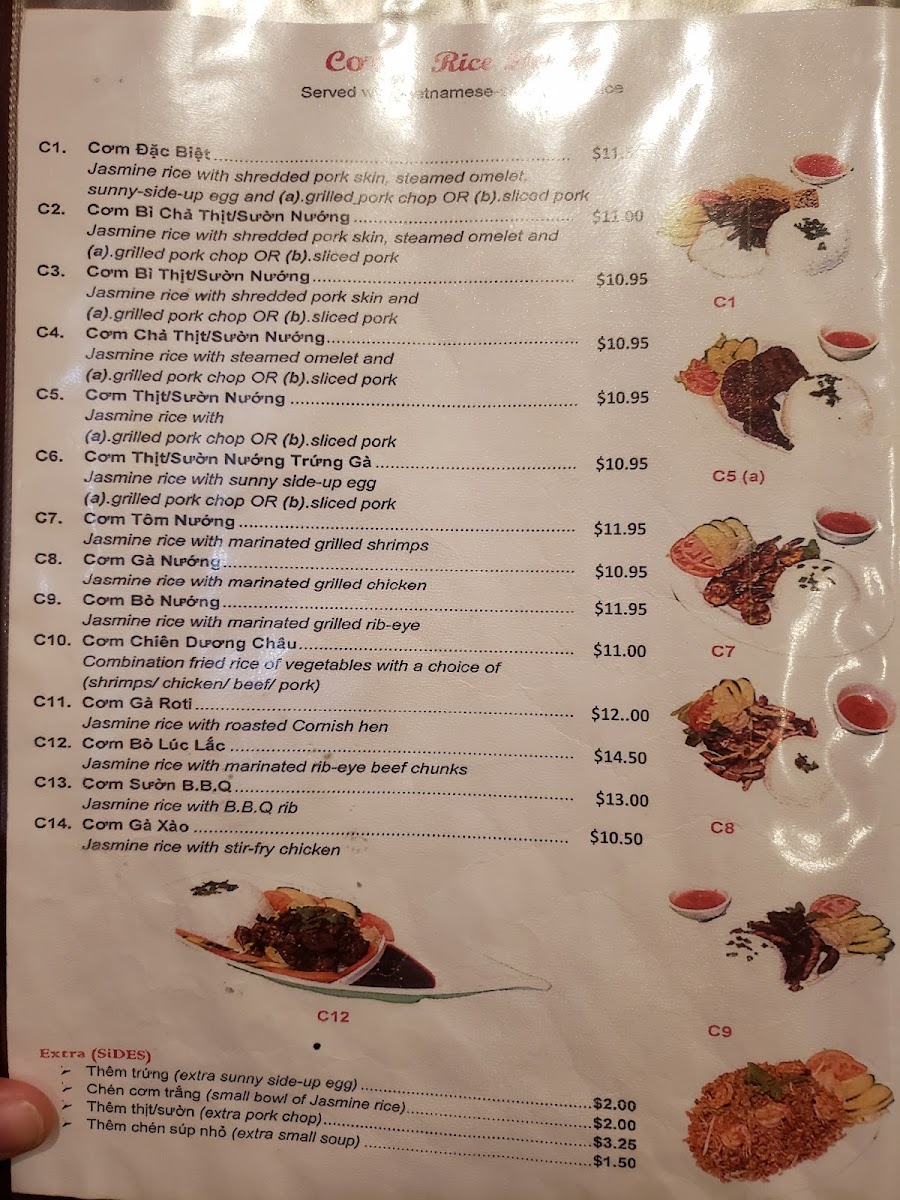 Rice
Served
C1. Cơm Đặc Biệt
Jasmine rice with shredded pork skin, steamed omelet,
sunny-side-up egg and (a).grilled pork chop OR (b).sliced pork
C2. Cơm Bì Chả Thịt/Sườn Nướng $11.00
Jasmine rice with shredded pork skin, steamed omelet and
(a).grilled pork chop OR (b).sliced pork
C3. Cơm Bì Thịt/Sườn Nướng $10.95
Jasmine rice with shredded pork skin and
(a).grilled pork chop OR (b).sliced pork
C4. Cơm Chả Thịt/Sườn Nướng $10.95
Jasmine rice with steamed omelet and
(a).grilled pork chop OR (b).sliced pork
C5. Cơm Thịt/Sườn Nướng $10.95
Jasmine rice with
(a).grilled pork chop OR (b).sliced pork
C6. Cơm Thịt/Sườn Nướng Trứng Gà $10.95
Jasmine rice with sunny side-up egg
(a).grilled pork chop OR (b).sliced pork
C7. Cơm Tôm Nướng $11.95
Jasmine rice with marinated grilled shrimps
C8. Cơm Gà Nướng $10.95
Jasmine rice with marinated grilled chicken
C9. Cơm Bò Nướng $11.95
Jasmine rice with marinated grilled rib-eye
C10. Cơm Chiên Dương Châu $11.00
Combination fried rice of vegetables with a choice of
(shrimps/ chicken/ beef/ pork)
C11. Cơm Gà Roti $12..00
Jasmine rice with roasted Cornish hen
C12. Cơm Bò Lúc Lắc $14.50
Jasmine rice with marinated rib-eye beef chunks
C13. Cơm Sườn B.B.Q $13.00
Jasmine rice with B.B.Q rib
C14. Cơm Gà Xào $10.50
Jasmine rice with stir-fry chicken
C1
C5 (a)
C7
C8
C9
C12
Extra (SiDES)
➢ Thêm trứng (extra sunny side-up egg) $2.00
➢ Chén cơm trắng (small bowl of Jasmine rice) $2.00
➢ Thêm thịt/sườn (extra pork chop) $3.25
➢ Thêm chén súp nhỏ (extra small soup) $1.50